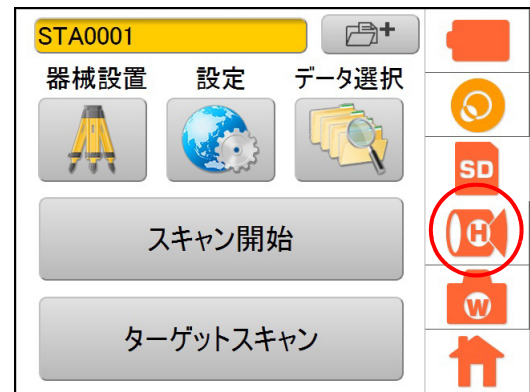 STA0001
器械設置 設定 データ選択
SD
スキャン開始
H
W
ターゲットスキャン